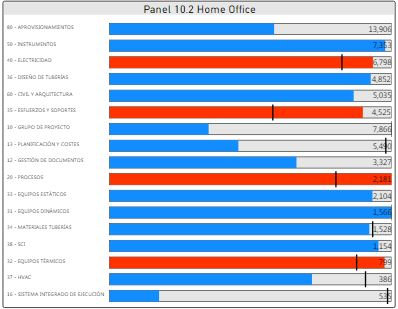 Panel 10.2 Home Office
80 - APROVISIONAMIENTOS 13,906
50 - INSTRUMENTOS 7,353
40 - ELECTRICIDAD 6,798
36 - DISEÑO DE TUBERÍAS 4,852
60 - CIVIL Y ARQUITECTURA 5,035
35 - ESFUERZOS Y SOPORTES 4,525
10 - GRUPO DE PROYECTO 7,866
13 - PLANIFICACIÓN Y COSTES 5,490
12 - GESTIÓN DE DOCUMENTOS 3,327
20 - PROCESOS 2,181
33 - EQUIPOS ESTÁTICOS 2,104
31 - EQUIPOS DINÁMICOS 1,566
34 - MATERIALES TUBERÍAS 1,528
38 - SCI 1,154
32 - EQUIPOS TÉRMICOS 799
37 - HVAC 386
16 - SISTEMA INTEGRADO DE EJECUCIÓN